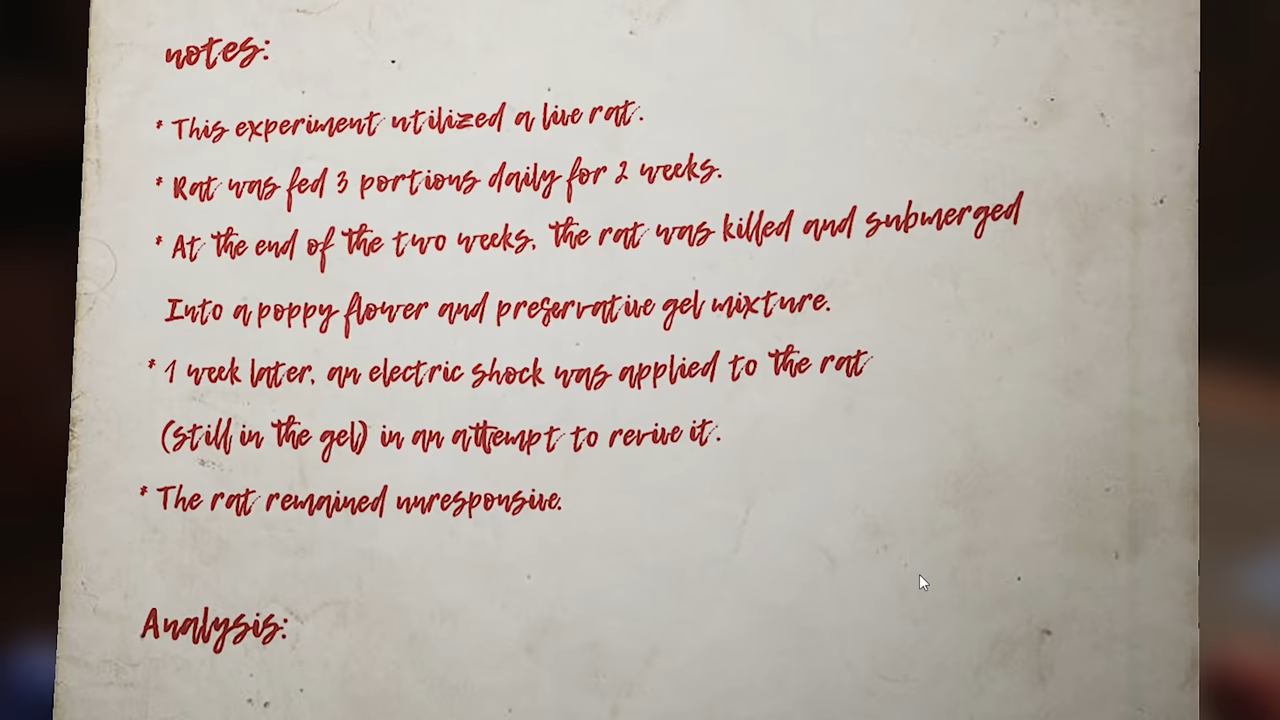 notes:
* This experiment utilized a live rat.
* Rat was fed 3 portions daily for 2 weeks.
* At the end of the two weeks, the rat was killed and submerged
Into a poppy flower and preservative gel mixture.
* 1 week later, an electric shock was applied to the rat
(still in the gel) in an attempt to revive it.
* The rat remained unresponsive.
Analysis: